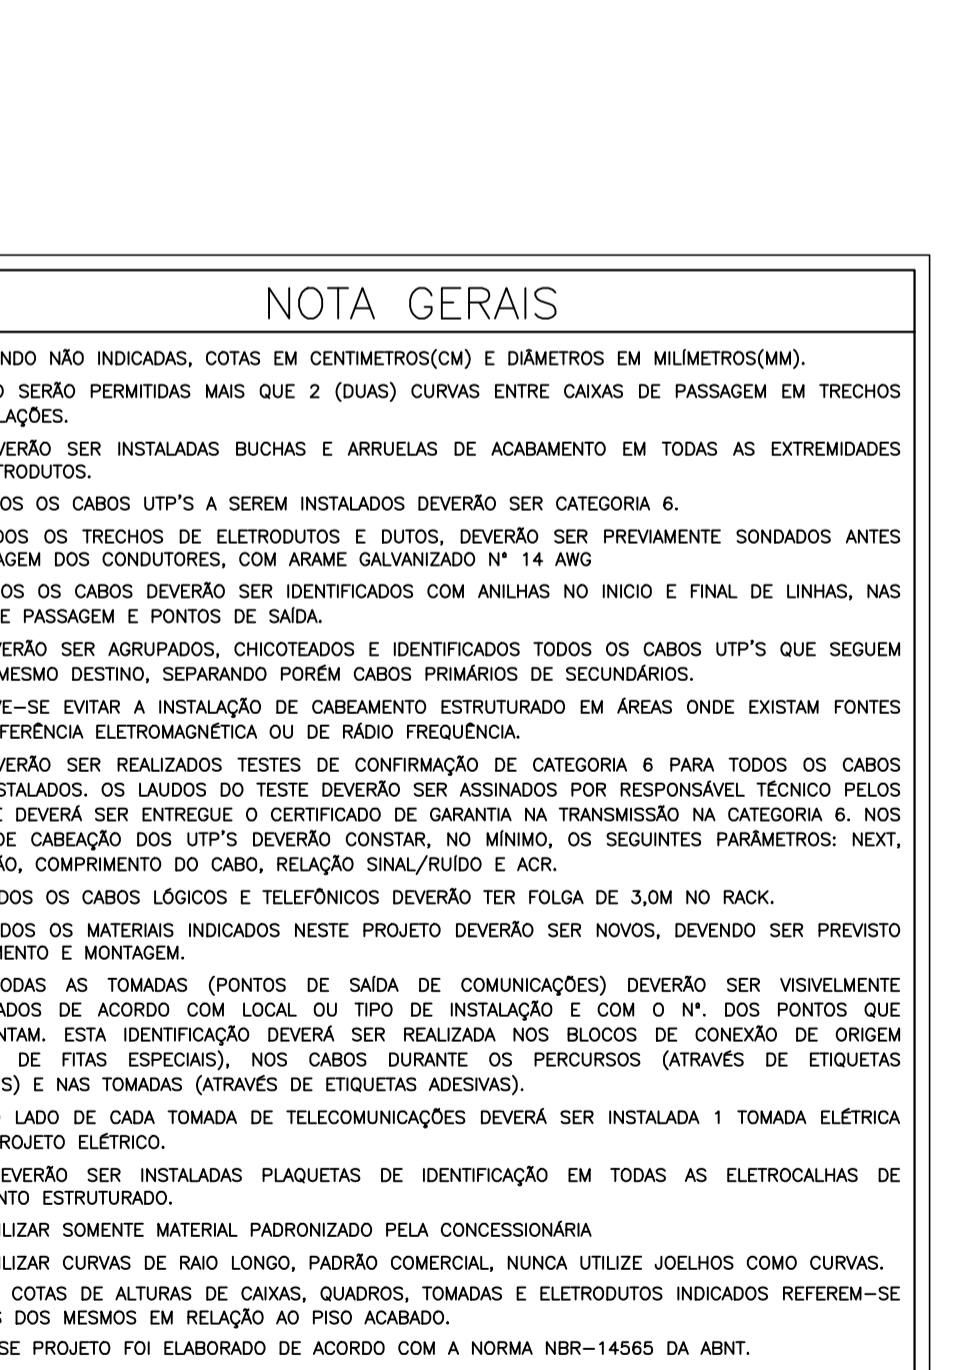 NOTA GERAIS
NDO NÃO INDICADAS, COTAS EM CENTIMETROS(CM) E DIÂMETROS EM MILÍMETROS(MM).
O SERÃO PERMITIDAS MAIS QUE 2 (DUAS) CURVAS ENTRE CAIXAS DE PASSAGEM EM TRECHOS
LAÇÕES.
VERÃO SER INSTALADAS BUCHAS E ARRUELAS DE ACABAMENTO EM TODAS AS EXTREMIDADES
TRODUTOS.
OS OS CABOS UTP'S A SEREM INSTALADOS DEVERÃO SER CATEGORIA 6.
DOS OS TRECHOS DE ELETRODUTOS E DUTOS, DEVERÃO SER PREVIAMENTE SONDADOS ANTES
AGEM DOS CONDUTORES, COM ARAME GALVANIZADO Nº 14 AWG
OS OS CABOS DEVERÃO SER IDENTIFICADOS COM ANILHAS NO INICIO E FINAL DE LINHAS, NAS
E PASSAGEM E PONTOS DE SAÍDA.
VERÃO SER AGRUPADOS, CHICOTEADOS E IDENTIFICADOS TODOS OS CABOS UTP'S QUE SEGUEM
MESMO DESTINO, SEPARANDO PORÉM CABOS PRIMÁRIOS DE SECUNDÁRIOS.
VE-SE EVITAR A INSTALAÇÃO DE CABEAMENTO ESTRUTURADO EM ÁREAS ONDE EXISTAM FONTES
FERÊNCIA ELETROMAGNÉTICA OU DE RÁDIO FREQUÊNCIA.
VERÃO SER REALIZADOS TESTES DE CONFIRMAÇÃO DE CATEGORIA 6 PARA TODOS OS CABOS
STALADOS. OS LAUDOS DO TESTE DEVERÃO SER ASSINADOS POR RESPONSÁVEL TÉCNICO PELOS
E DEVERÁ SER ENTREGUE O CERTIFICADO DE GARANTIA NA TRANSMISSÃO NA CATEGORIA 6. NOS
DE CABEAÇÃO DOS UTP'S DEVERÃO CONSTAR, NO MÍNIMO, OS SEGUINTES PARÂMETROS: NEXT,
ÃO, COMPRIMENTO DO CABO, RELAÇÃO SINAL/RUÍDO E ACR.
DOS OS CABOS LÓGICOS E TELEFÔNICOS DEVERÃO TER FOLGA DE 3,0M NO RACK.
DOS OS MATERIAIS INDICADOS NESTE PROJETO DEVERÃO SER NOVOS, DEVENDO SER PREVISTO
MENTO E MONTAGEM.
ODAS AS TOMADAS (PONTOS DE SAÍDA DE COMUNICAÇÕES) DEVERÃO SER VISIVELMENTE
ADOS DE ACORDO COM LOCAL OU TIPO DE INSTALAÇÃO E COM O Nº. DOS PONTOS QUE
NTAM. ESTA IDENTIFICAÇÃO DEVERÁ SER REALIZADA NOS BLOCOS DE CONEXÃO DE ORIGEM
DE FITAS ESPECIAIS), NOS CABOS DURANTE OS PERCURSOS (ATRAVÉS DE ETIQUETAS
S) E NAS TOMADAS (ATRAVÉS DE ETIQUETAS ADESIVAS).
LADO DE CADA TOMADA DE TELECOMUNICAÇÕES DEVERÁ SER INSTALADA 1 TOMADA ELÉTRICA
ROJETO ELÉTRICO.
EVERÃO SER INSTALADAS PLAQUETAS DE IDENTIFICAÇÃO EM TODAS AS ELETROCALHAS DE
NTO ESTRUTURADO.
ILIZAR SOMENTE MATERIAL PADRONIZADO PELA CONCESSIONÁRIA
ILIZAR CURVAS DE RAIO LONGO, PADRÃO COMERCIAL, NUNCA UTILIZE JOELHOS COMO CURVAS.
COTAS DE ALTURAS DE CAIXAS, QUADROS, TOMADAS E ELETRODUTOS INDICADOS REFEREM-SE
S DOS MESMOS EM RELAÇÃO AO PISO ACABADO.
SE PROJETO FOI ELABORADO DE ACORDO COM A NORMA NBR-14565 DA ABNT.